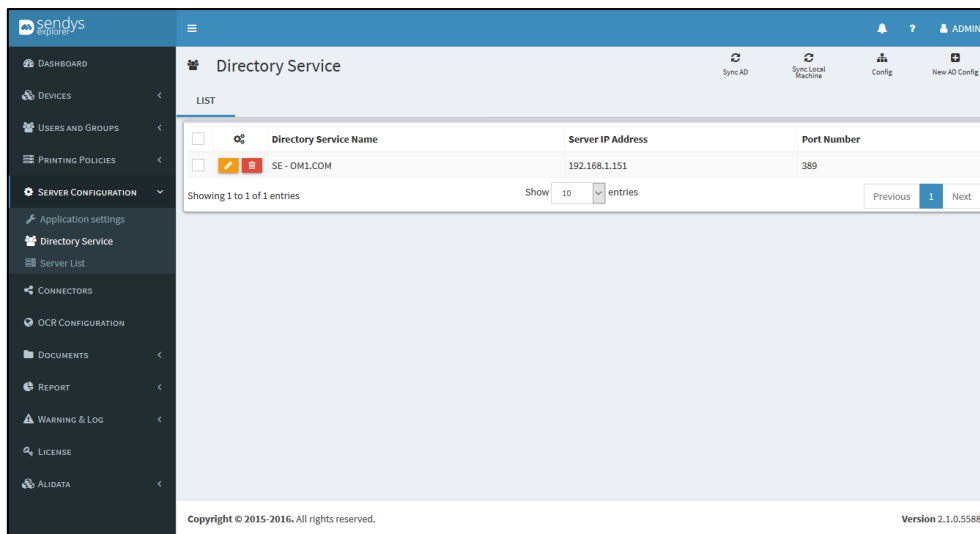 sendys
explorer
ADMIN
Directory Service
Sync AD
Sync Local Machine
Config
New AD Config
LIST
DASHBOARD
DEVICES
USERS AND GROUPS
PRINTING POLICIES
SERVER CONFIGURATION
Application settings
Directory Service
Server List
CONNECTORS
OCR CONFIGURATION
DOCUMENTS
REPORT
WARNING & LOG
LICENSE
ALIDATA
Directory Service Name Server IP Address Port Number
SE - OM1.COM 192.168.1.151 389
Showing 1 to 1 of 1 entries Show 10 entries Previous 1 Next
Copyright © 2015-2016. All rights reserved. Version 2.1.0.5588